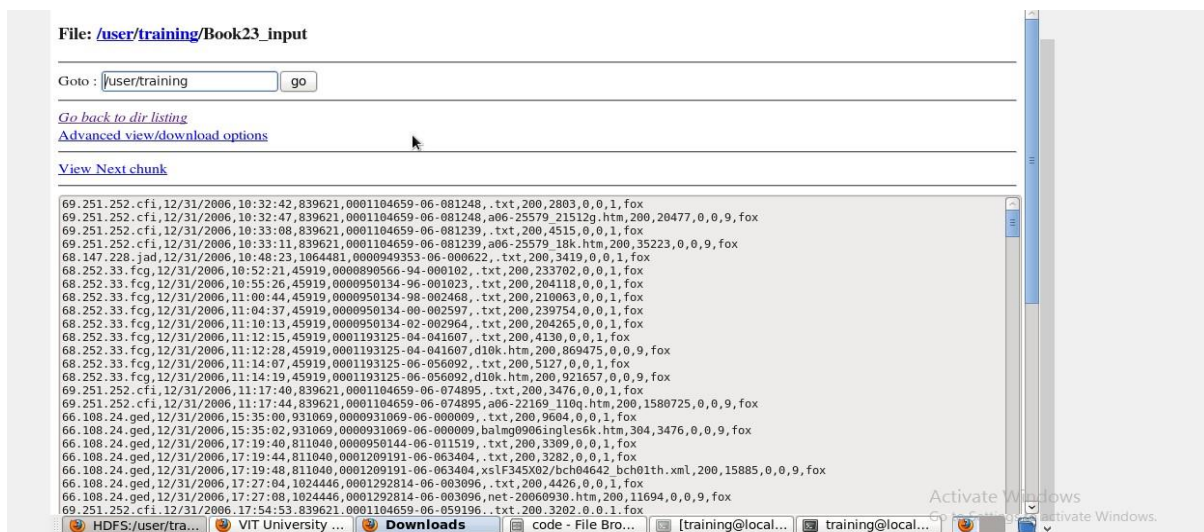 File: /user/training/Book23_input
Goto : /user/training go
Go back to dir listing
Advanced view/download options
View Next chunk
69.251.252.cfi,12/31/2006,10:32:42,839621,0001104659-06-081248,.txt,200,2803,0,0,1,fox
69.251.252.cfi,12/31/2006,10:32:47,839621,0001104659-06-081248,a06-25579_21512g.htm,200,20477,0,0,9,fox
69.251.252.cfi,12/31/2006,10:33:08,839621,0001104659-06-081239,.txt,200,4515,0,0,1,fox
69.251.252.cfi,12/31/2006,10:33:11,839621,0001104659-06-081239,a06-25579_18k.htm,200,35223,0,0,9,fox
68.147.228.jad,12/31/2006,10:48:23,1064481,0000949353-06-000622,.txt,200,3419,0,0,1,fox
68.252.33.fcg,12/31/2006,10:52:21,45919,0000890566-94-000102,.txt,200,233702,0,0,1,fox
68.252.33.fcg,12/31/2006,10:55:26,45919,0000950134-96-001023,.txt,200,204118,0,0,1,fox
68.252.33.fcg,12/31/2006,11:00:44,45919,0000950134-98-002468,.txt,200,210063,0,0,1,fox
68.252.33.fcg,12/31/2006,11:04:37,45919,0000950134-00-002597,.txt,200,239754,0,0,1,fox
68.252.33.fcg,12/31/2006,11:10:13,45919,0000950134-02-002964,.txt,200,204265,0,0,1,fox
68.252.33.fcg,12/31/2006,11:12:15,45919,0001193125-04-041607,.txt,200,4130,0,0,1,fox
68.252.33.fcg,12/31/2006,11:12:28,45919,0001193125-04-041607,d10k.htm,200,869475,0,0,9,fox
68.252.33.fcg,12/31/2006,11:14:07,45919,0001193125-06-056092,.txt,200,5127,0,0,1,fox
68.252.33.fcg,12/31/2006,11:14:19,45919,0001193125-06-056092,d10k.htm,200,921657,0,0,9,fox
69.251.252.cfi,12/31/2006,11:17:40,839621,0001104659-06-074895,.txt,200,3476,0,0,1,fox
69.251.252.cfi,12/31/2006,11:17:44,839621,0001104659-06-074895,a06-22169_110q.htm,200,1580725,0,0,9,fox
66.108.24.ged,12/31/2006,15:35:00,931069,0000931069-06-000009,.txt,200,9604,0,0,1,fox
66.108.24.ged,12/31/2006,15:35:02,931069,0000931069-06-000009,balmg0906ingles6k.htm,304,3476,0,0,9,fox
66.108.24.ged,12/31/2006,17:19:40,811040,0000950144-06-011519,.txt,200,3309,0,0,1,fox
66.108.24.ged,12/31/2006,17:19:44,811040,0001209191-06-063404,.txt,200,3282,0,0,1,fox
66.108.24.ged,12/31/2006,17:19:48,811040,0001209191-06-063404,xslF345X02/bch04642_bch01th.xml,200,15885,0,0,9,fox
66.108.24.ged,12/31/2006,17:27:04,1024446,0001292814-06-003096,.txt,200,4426,0,0,1,fox
66.108.24.ged,12/31/2006,17:27:08,1024446,0001292814-06-003096,net-20060930.htm,200,11694,0,0,9,fox
69.251.252.cfi,12/31/2006,17:54:53,839621,0001104659-06-059196,.txt,200,3202,0,0,1,fox
Activate Windows
Go to Settings to activate Windows.
HDFS:/user/tra... VIT University ... Downloads code - File Bro... [training@local... training@local...